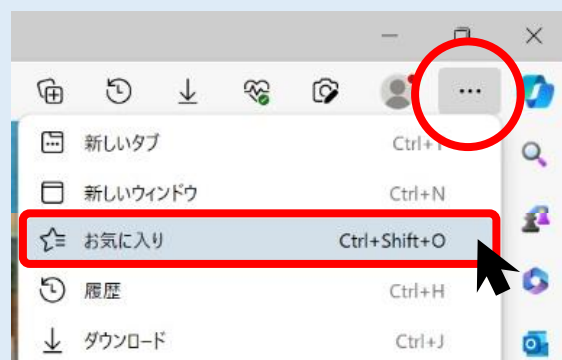 新しいタブ Ctrl+T
新しいウィンドウ Ctrl+N
お気に入り Ctrl+Shift+O
履歴 Ctrl+H
ダウンロード Ctrl+J